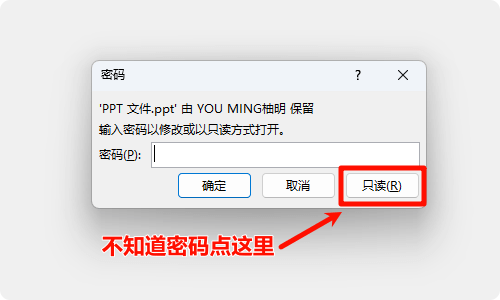 密码
?
'PPT 文件.ppt' 由 YOU MING柚明 保留
输入密码以修改或以只读方式打开。
密码(P):
确定 取消 只读(R)
不知道密码点这里